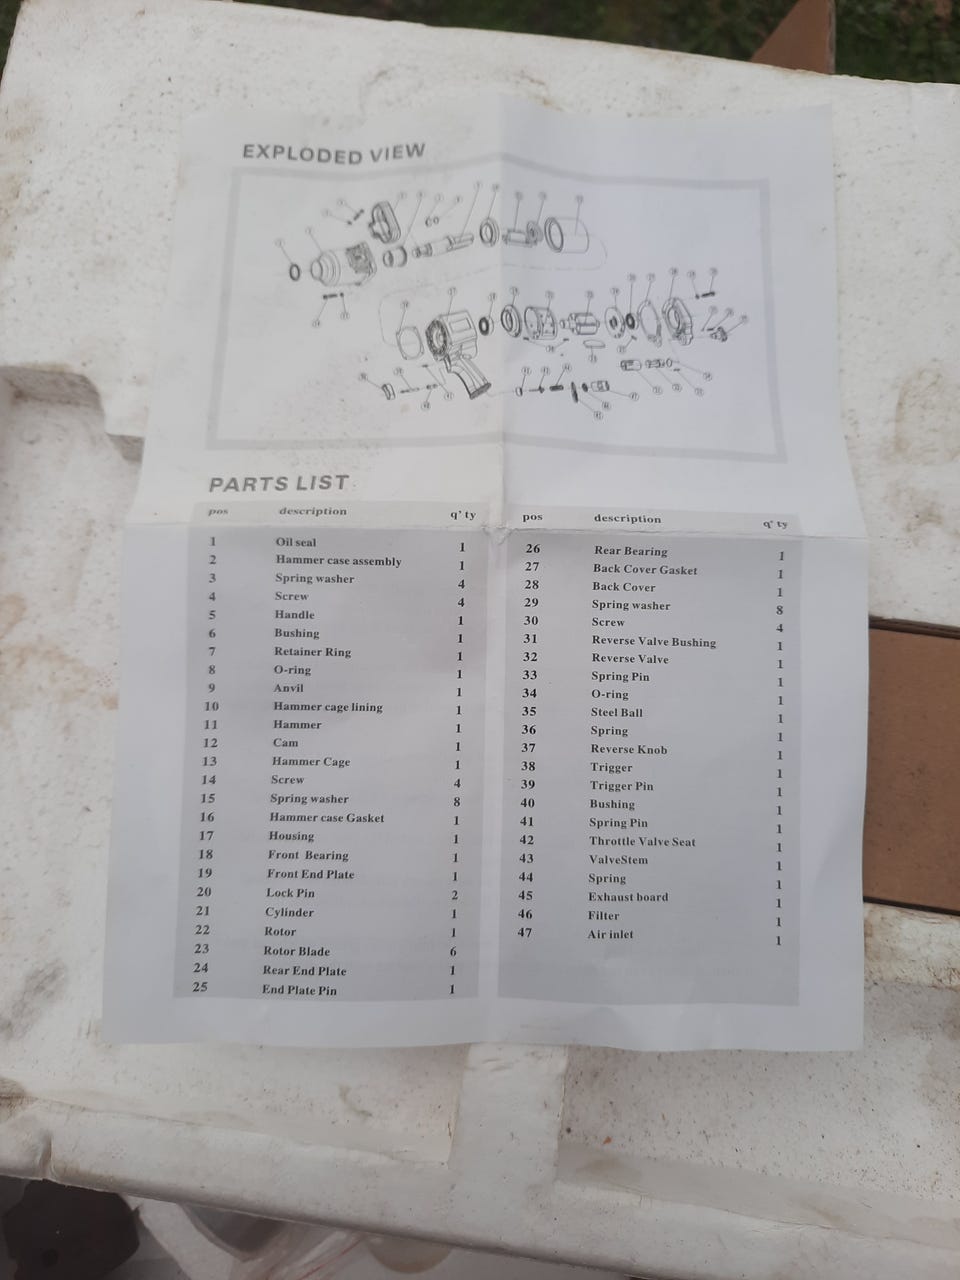 EXPLODED VIEW
PARTS LIST
pos description q' ty
1 Oil seal 1
2 Hammer case assembly 1
3 Spring washer 4
4 Screw 4
5 Handle 1
6 Bushing 1
7 Retainer Ring 1
8 O-ring 1
9 Anvil 1
10 Hammer cage lining 1
11 Hammer 1
12 Cam 1
13 Hammer Cage 1
14 Screw 4
15 Spring washer 8
16 Hammer case Gasket 1
17 Housing 1
18 Front Bearing 1
19 Front End Plate 1
20 Lock Pin 2
21 Cylinder 1
22 Rotor 1
23 Rotor Blade 6
24 Rear End Plate 1
25 End Plate Pin 1
pos description q' ty
26 Rear Bearing 1
27 Back Cover Gasket 1
28 Back Cover 1
29 Spring washer 8
30 Screw 4
31 Reverse Valve Bushing 1
32 Reverse Valve 1
33 Spring Pin 1
34 O-ring 1
35 Steel Ball 1
36 Spring 1
37 Reverse Knob 1
38 Trigger 1
39 Trigger Pin 1
40 Bushing 1
41 Spring Pin 1
42 Throttle Valve Seat 1
43 ValveStem 1
44 Spring 1
45 Exhaust board 1
46 Filter 1
47 Air inlet 1